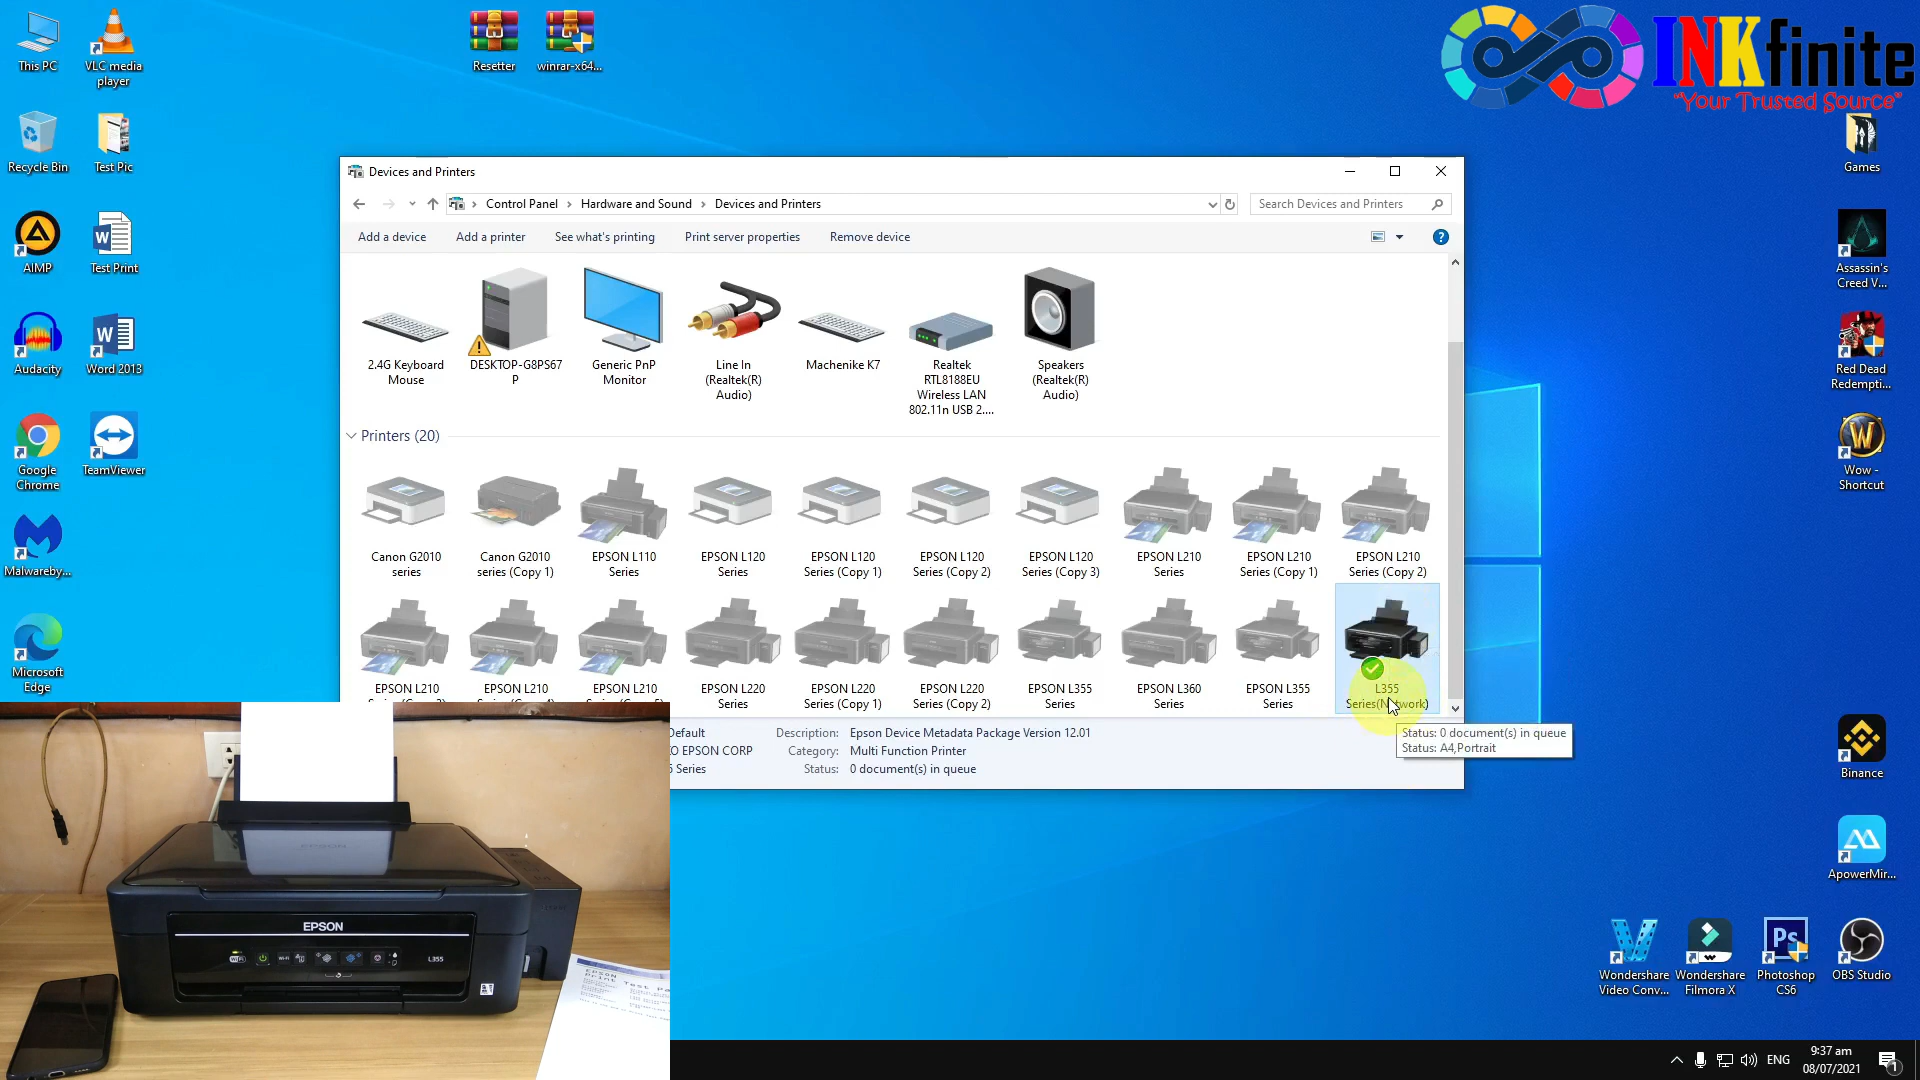 This PC
VLC media
player
Resetter
winrar-x64...
INKfinite
"Your Trusted Source"
Recycle Bin
Test Pic
Games
AIMP
Test Print
Assassin's
Creed V...
Audacity
Word 2013
Red Dead
Redempti...
Google
Chrome
TeamViewer
Wow -
Shortcut
Malwareby...
Microsoft
Edge
Devices and Printers
Control Panel > Hardware and Sound > Devices and Printers
Search Devices and Printers
Add a device
Add a printer
See what's printing
Print server properties
Remove device
2.4G Keyboard
Mouse
DESKTOP-G8PS67
P
Generic PnP
Monitor
Line In
(Realtek(R)
Audio)
Machenike K7
Realtek
RTL8188EU
Wireless LAN
802.11n USB 2....
Speakers
(Realtek(R)
Audio)
Printers (20)
Canon G2010
series
Canon G2010
series (Copy 1)
EPSON L110
Series
EPSON L120
Series
EPSON L120
Series (Copy 1)
EPSON L120
Series (Copy 2)
EPSON L120
Series (Copy 3)
EPSON L210
Series
EPSON L210
Series (Copy 1)
EPSON L210
Series (Copy 2)
EPSON L210
EPSON L210
EPSON L210
EPSON L220
Series
EPSON L220
Series (Copy 1)
EPSON L220
Series (Copy 2)
EPSON L355
Series
EPSON L360
Series
EPSON L355
Series
L355
Series(Network)
Default
Description: Epson Device Metadata Package Version 12.01
O EPSON CORP
Category: Multi Function Printer
Series
Status: 0 document(s) in queue
Status: 0 document(s) in queue
Status: A4,Portrait
Binance
ApowerMir...
Wondershare
Video Conv...
Wondershare
Filmora X
Ps
Photoshop
CS6
OBS Studio
EPSON
L355
EPSON
Print
Test Pa
ENG
9:37 am
08/07/2021
1